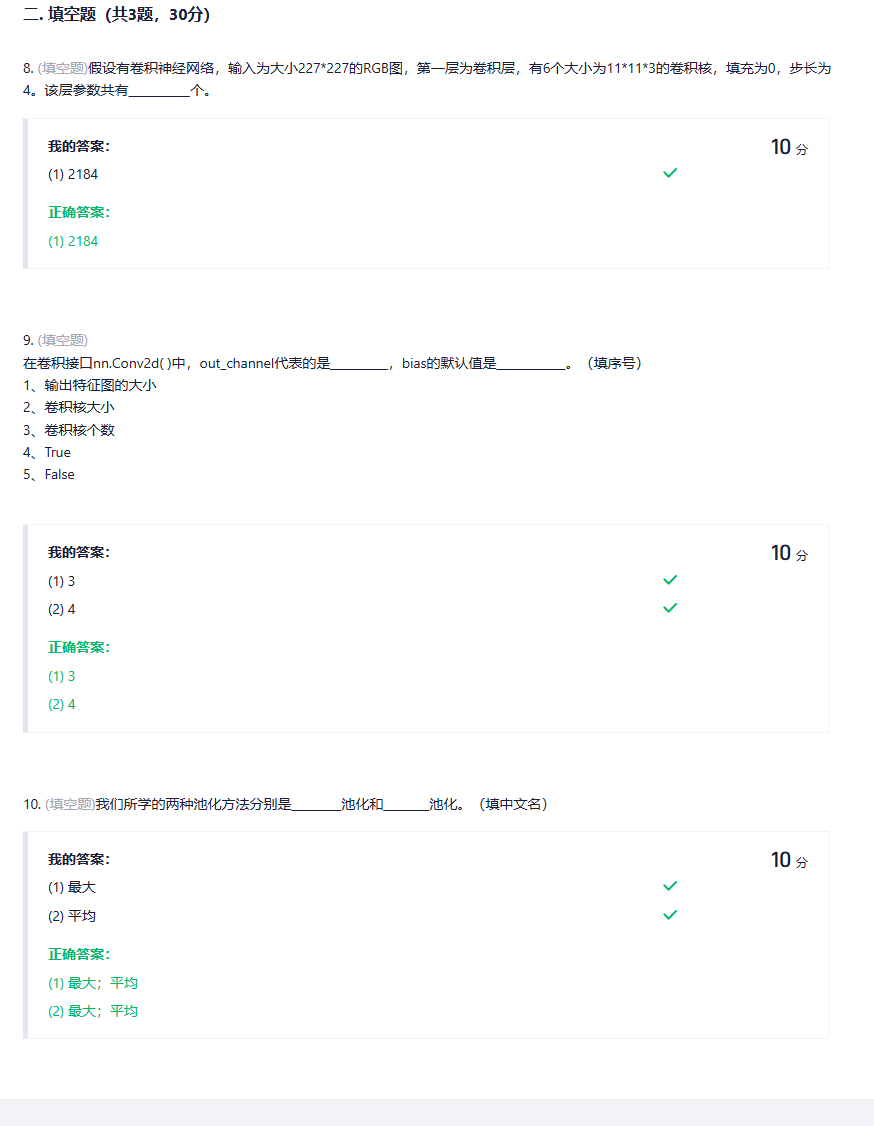 二. 填空题（共3题，30分）
8. (填空题)假设有卷积神经网络，输入为大小227*227的RGB图，第一层为卷积层，有6个大小为11*11*3的卷积核，填充为0，步长为
4。该层参数共有_________个。
我的答案：
10 分
(1) 2184
正确答案：
(1) 2184
9. (填空题)
在卷积接口nn.Conv2d( )中，out_channel代表的是_________，bias的默认值是__________。（填序号）
1、输出特征图的大小
2、卷积核大小
3、卷积核个数
4、True
5、False
我的答案：
10 分
(1) 3
(2) 4
正确答案：
(1) 3
(2) 4
10. (填空题)我们所学的两种池化方法分别是_______池化和_______池化。（填中文名）
我的答案：
10 分
(1) 最大
(2) 平均
正确答案：
(1) 最大；平均
(2) 最大；平均